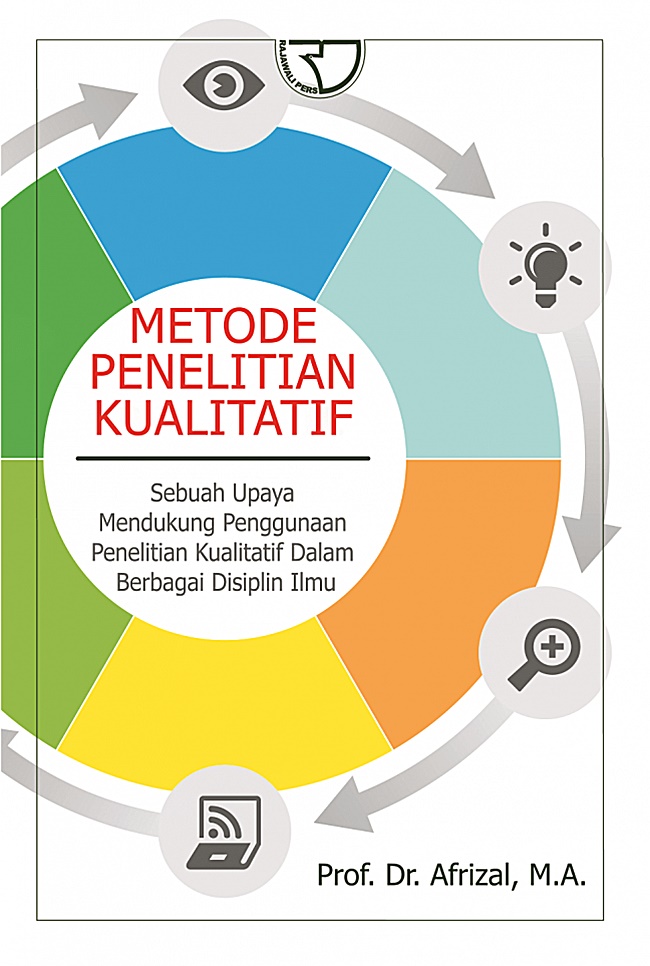 RAJAWALI PERS
METODE
PENELITIAN
KUALITATIF
Sebuah Upaya
Mendukung Penggunaan
Penelitian Kualitatif Dalam
Berbagai Disiplin Ilmu
Prof. Dr. Afrizal, M.A.